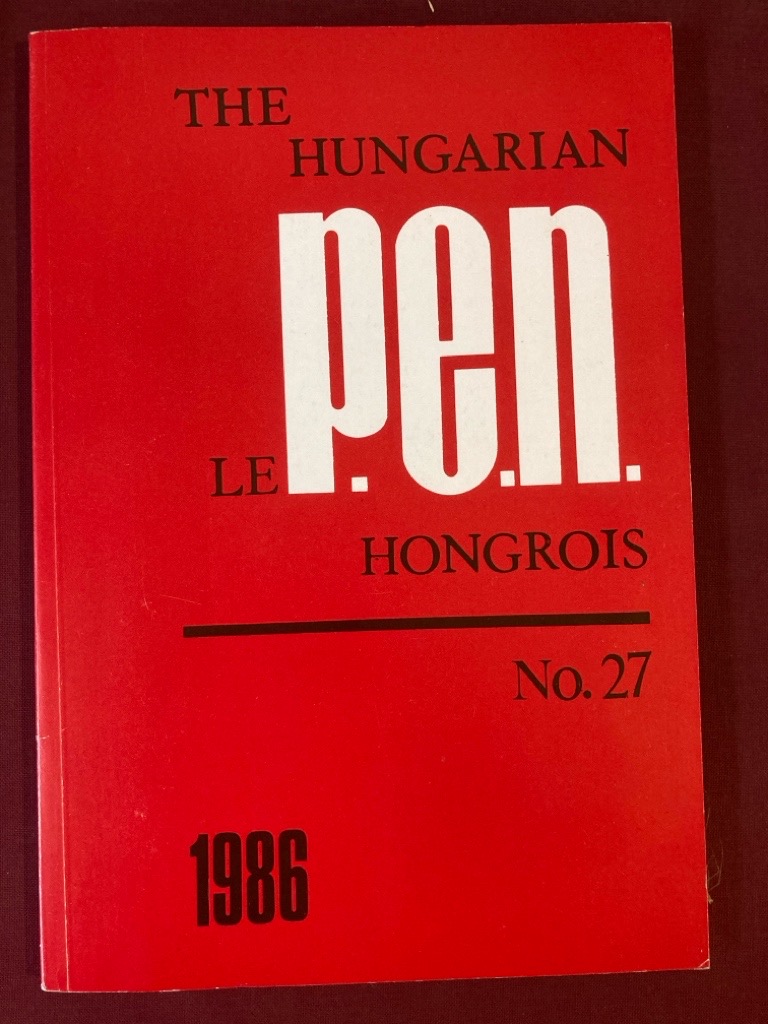 THE
HUNGARIAN
p.e.n.
LE
HONGROIS
No. 27
1986